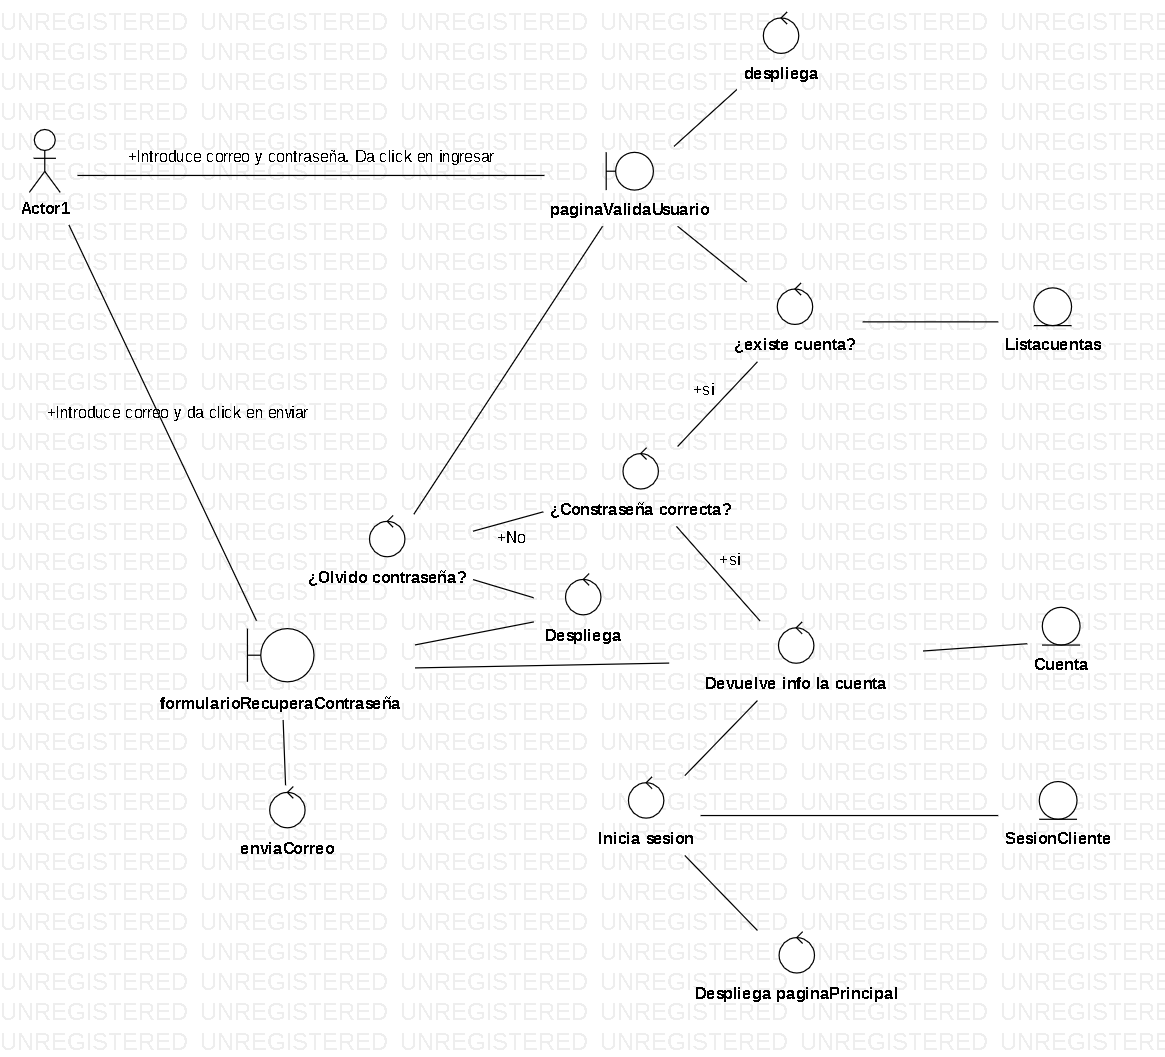 despliega
+Introduce correo y contraseña. Da click en ingresar
Actor1
paginaValidaUsuario
¿existe cuenta?
Listacuentas
+si
+Introduce correo y da click en enviar
¿Constraseña correcta?
+No
+si
¿Olvido contraseña?
Despliega
Cuenta
Devuelve info la cuenta
formularioRecuperaContraseña
Inicia sesion
SesionCliente
enviaCorreo
Despliega paginaPrincipal
UNREGISTERED